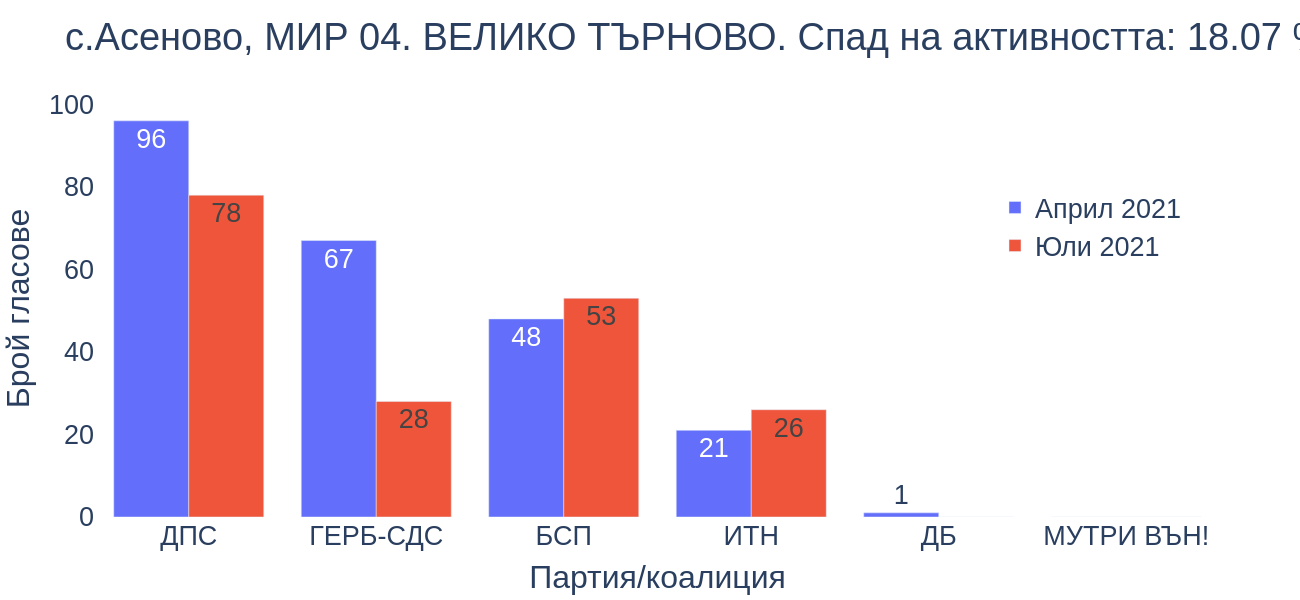 с.Асеново, МИР 04. ВЕЛИКО ТЪРНОВО. Спад на активността: 18.07
Брой гласове
100
80
60
40
20
0
96
78
67
28
48
53
21
26
1
Април 2021
Юли 2021
ДПС
ГЕРБ-СДС
БСП
ИТН
ДБ
МУТРИ ВЪН!
Партия/коалиция